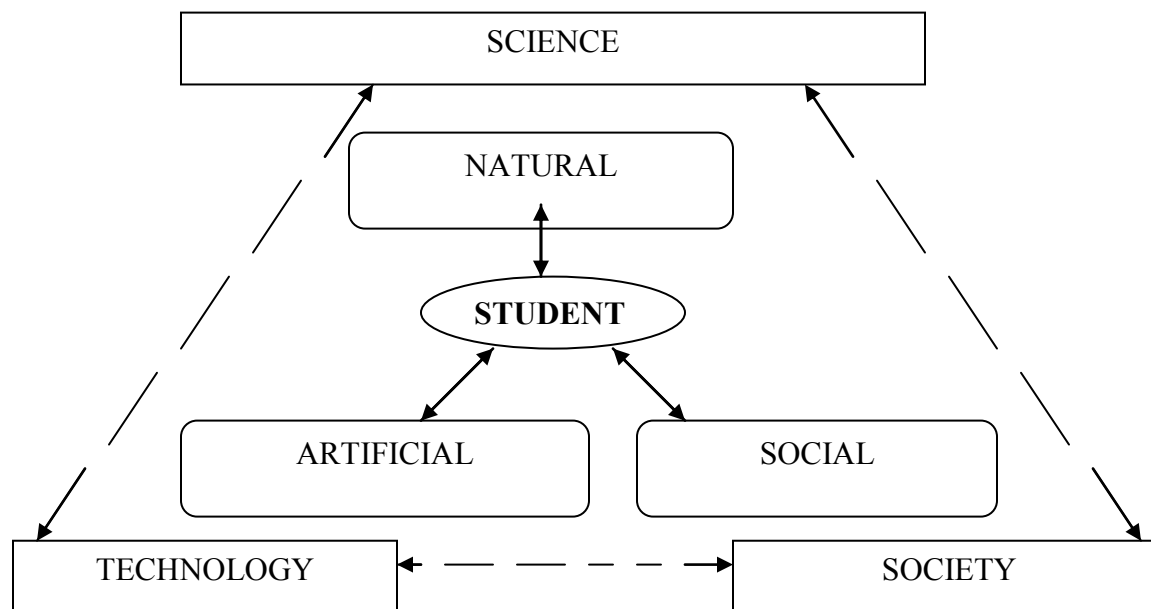 SCIENCE
NATURAL
STUDENT
ARTIFICIAL
SOCIAL
TECHNOLOGY
SOCIETY